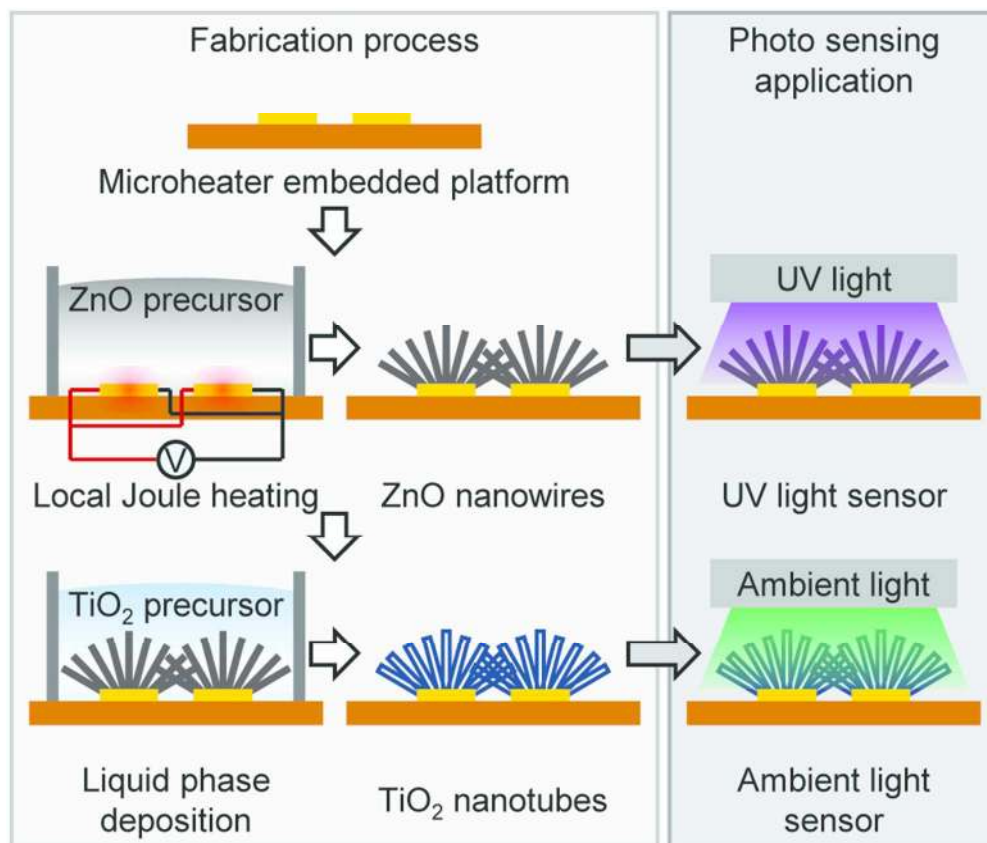 Fabrication process
Microheater embedded platform
ZnO precursor
V
Local Joule heating
ZnO nanowires
TiO₂ precursor
Liquid phase
deposition
TiO₂ nanotubes
Photo sensing
application
UV light
UV light sensor
Ambient light
Ambient light
sensor